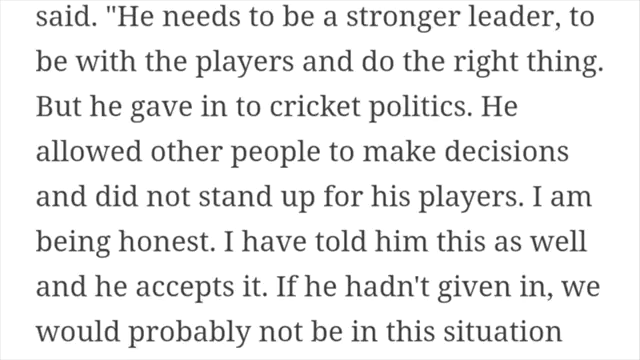 said. "He needs to be a stronger leader, to
be with the players and do the right thing.
But he gave in to cricket politics. He
allowed other people to make decisions
and did not stand up for his players. I am
being honest. I have told him this as well
and he accepts it. If he hadn't given in, we
would probably not be in this situation